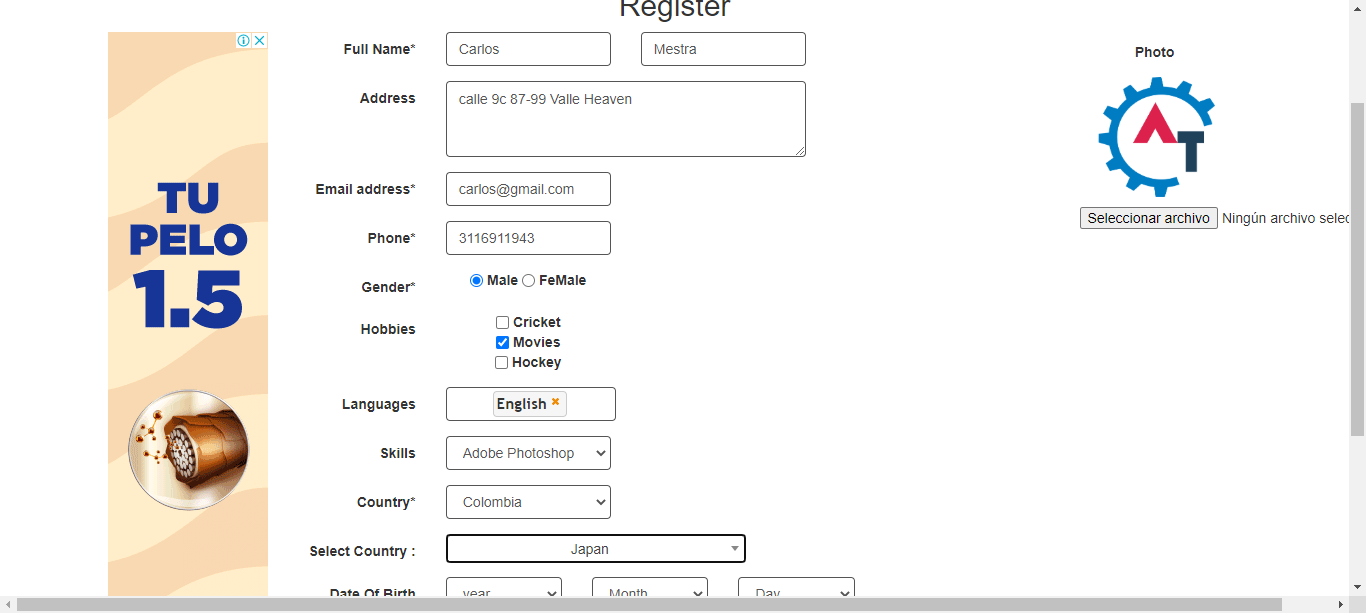 Register
TU
PELO
1.5
Full Name*
Carlos
Mestra
Address
calle 9c 87-99 Valle Heaven
Email address*
carlos@gmail.com
Phone*
3116911943
Gender*
Male FeMale
Hobbies
Cricket
Movies
Hockey
Languages
English
Skills
Adobe Photoshop
Country*
Colombia
Select Country :
Japan
Date Of Birth
year
Month
Day
Photo
AT
Seleccionar archivo Ningún archivo selec